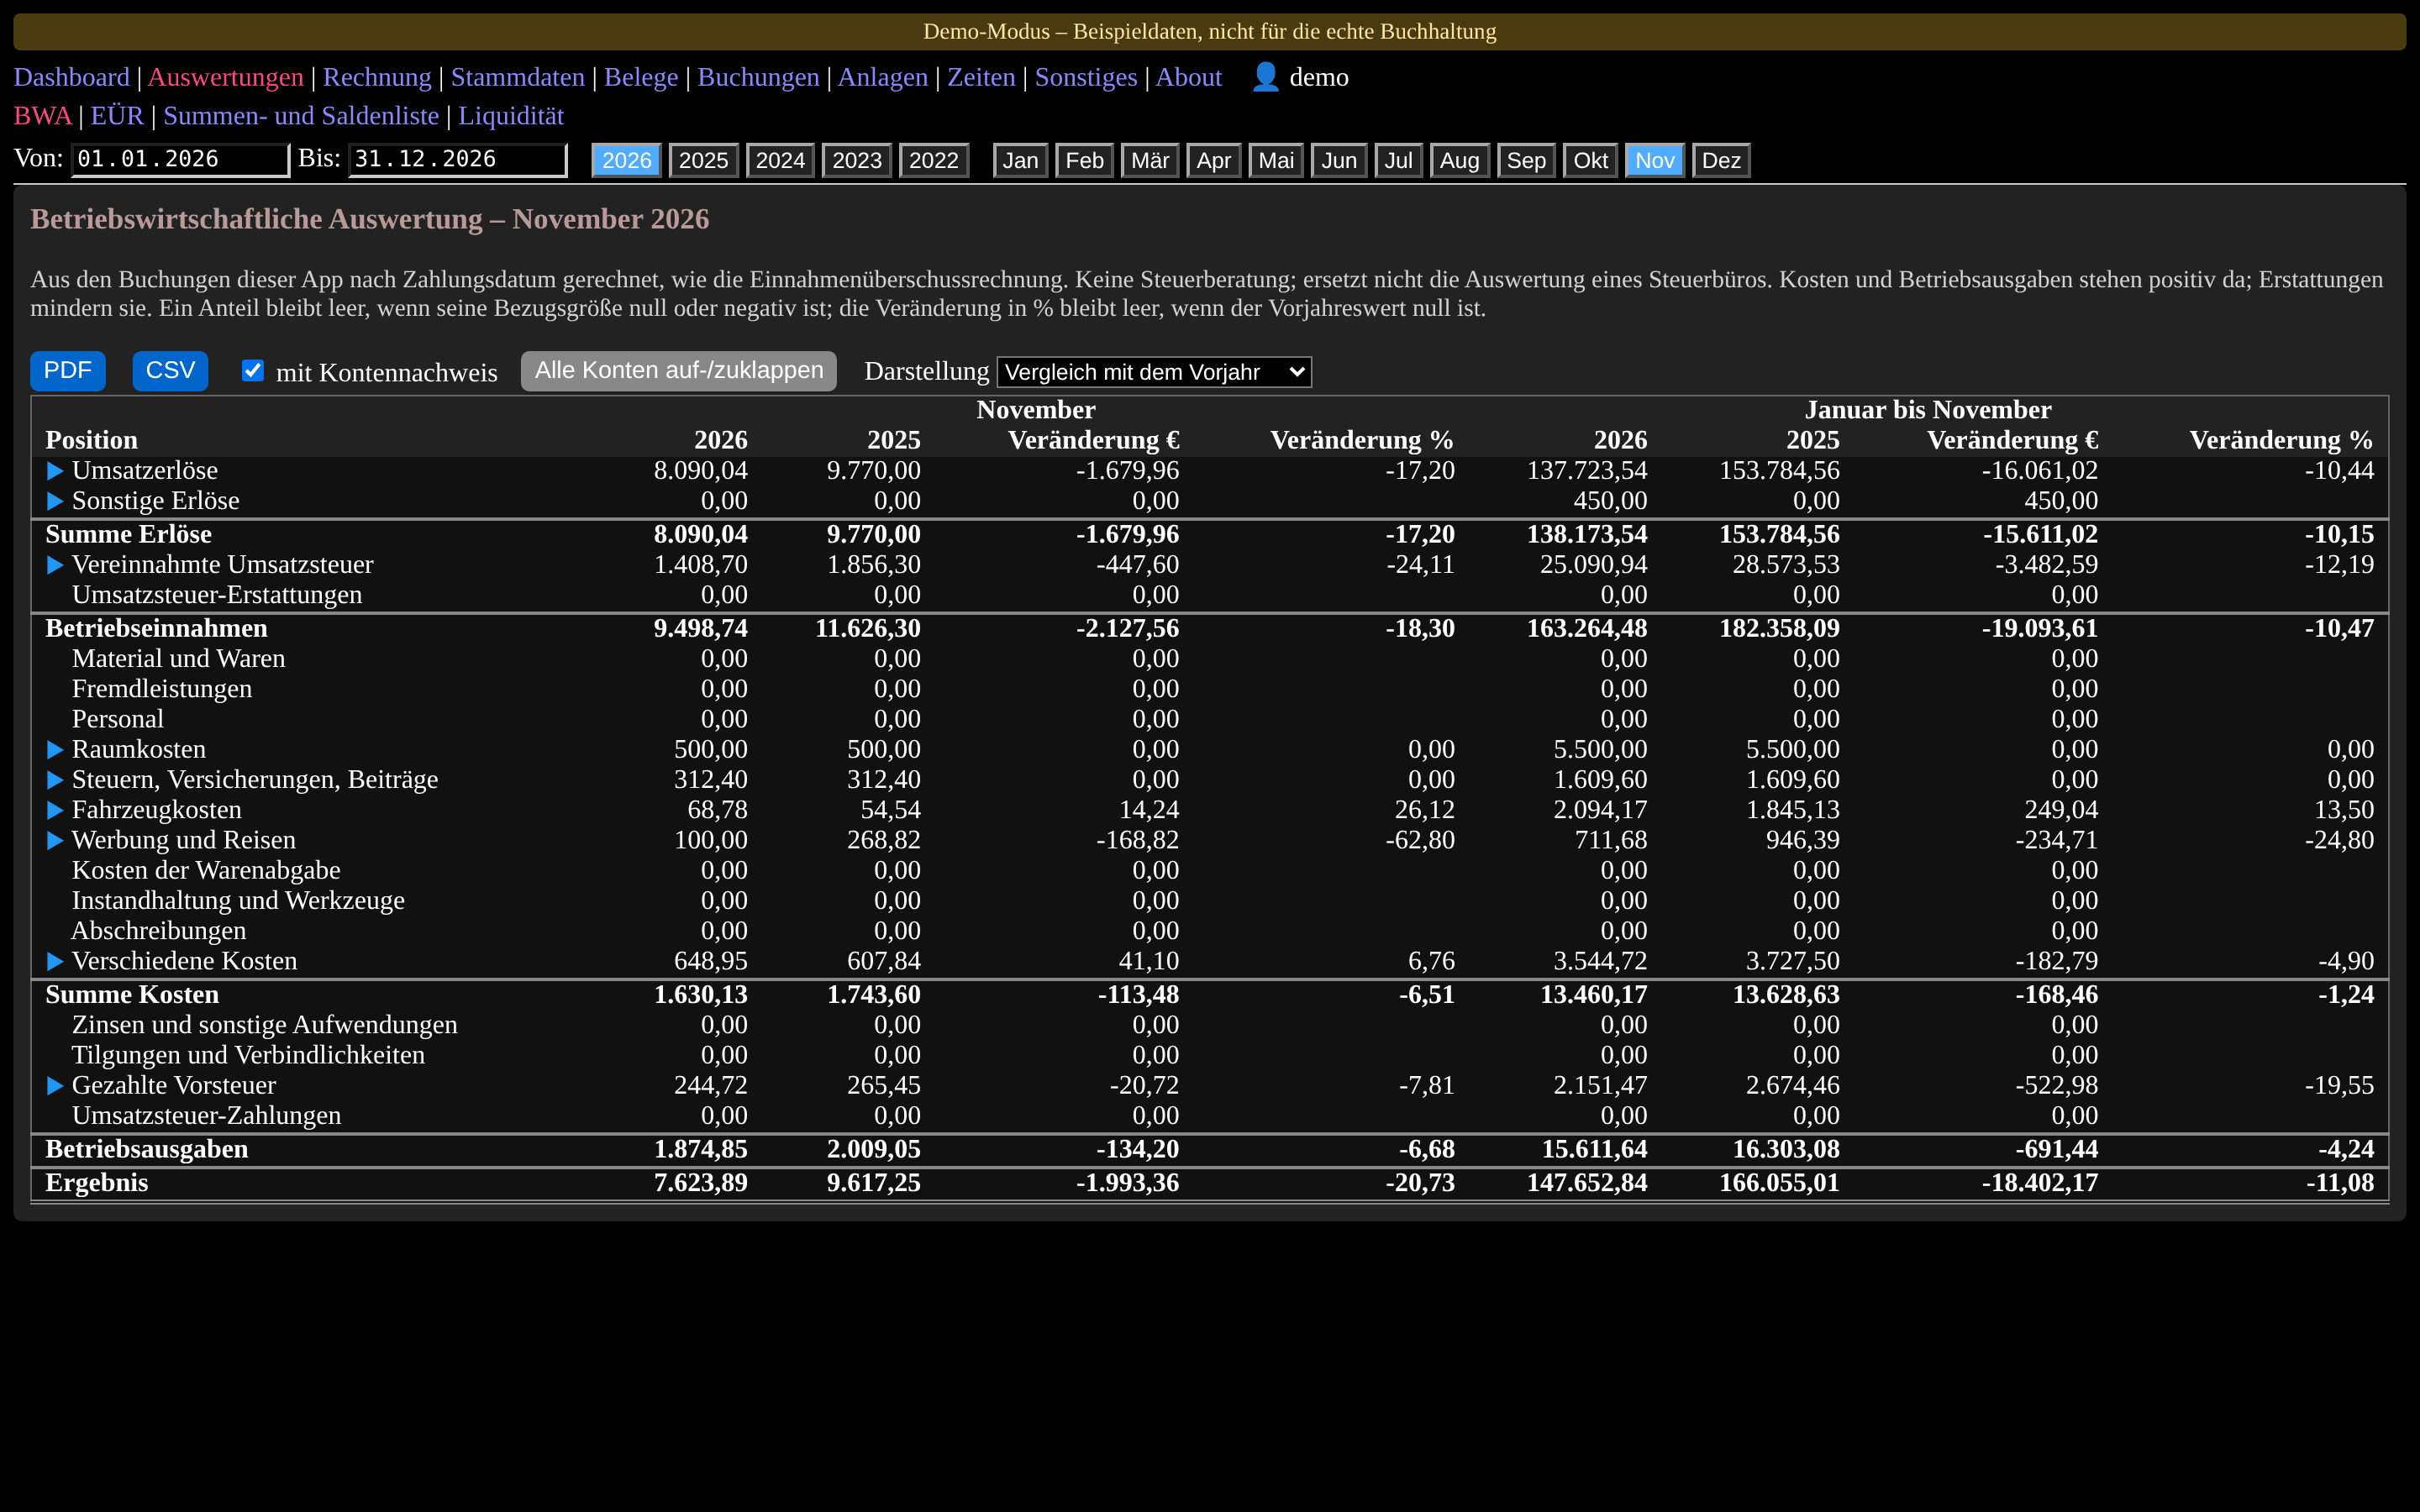 Demo-Modus – Beispieldaten, nicht für die echte Buchhaltung
Dashboard | Auswertungen | Rechnung | Stammdaten | Belege | Buchungen | Anlagen | Zeiten | Sonstiges | About 👤 demo
BWA | EÜR | Summen- und Saldenliste | Liquidität
Von: 01.01.2026 Bis: 31.12.2026 2026 2025 2024 2023 2022 Jan Feb Mär Apr Mai Jun Jul Aug Sep Okt Nov Dez
Betriebswirtschaftliche Auswertung – November 2026
Aus den Buchungen dieser App nach Zahlungsdatum gerechnet, wie die Einnahmenüberschussrechnung. Keine Steuerberatung; ersetzt nicht die Auswertung eines Steuerbüros. Kosten und Betriebsausgaben stehen positiv da; Erstattungen
mindern sie. Ein Anteil bleibt leer, wenn seine Bezugsgröße null oder negativ ist; die Veränderung in % bleibt leer, wenn der Vorjahreswert null ist.
PDF CSV mit Kontennachweis Alle Konten auf-/zuklappen Darstellung Vergleich mit dem Vorjahr
November Januar bis November
Position 2026 2025 Veränderung € Veränderung % 2026 2025 Veränderung € Veränderung %
▶ Umsatzerlöse 8.090,04 9.770,00 -1.679,96 -17,20 137.723,54 153.784,56 -16.061,02 -10,44
▶ Sonstige Erlöse 0,00 0,00 0,00 450,00 0,00 450,00
Summe Erlöse 8.090,04 9.770,00 -1.679,96 -17,20 138.173,54 153.784,56 -15.611,02 -10,15
▶ Vereinnahmte Umsatzsteuer 1.408,70 1.856,30 -447,60 -24,11 25.090,94 28.573,53 -3.482,59 -12,19
Umsatzsteuer-Erstattungen 0,00 0,00 0,00 0,00 0,00 0,00
Betriebseinnahmen 9.498,74 11.626,30 -2.127,56 -18,30 163.264,48 182.358,09 -19.093,61 -10,47
Material und Waren 0,00 0,00 0,00 0,00 0,00 0,00
Fremdleistungen 0,00 0,00 0,00 0,00 0,00 0,00
Personal 0,00 0,00 0,00 0,00 0,00 0,00
▶ Raumkosten 500,00 500,00 0,00 0,00 5.500,00 5.500,00 0,00 0,00
▶ Steuern, Versicherungen, Beiträge 312,40 312,40 0,00 0,00 1.609,60 1.609,60 0,00 0,00
▶ Fahrzeugkosten 68,78 54,54 14,24 26,12 2.094,17 1.845,13 249,04 13,50
▶ Werbung und Reisen 100,00 268,82 -168,82 -62,80 711,68 946,39 -234,71 -24,80
Kosten der Warenabgabe 0,00 0,00 0,00 0,00 0,00 0,00
Instandhaltung und Werkzeuge 0,00 0,00 0,00 0,00 0,00 0,00
Abschreibungen 0,00 0,00 0,00 0,00 0,00 0,00
▶ Verschiedene Kosten 648,95 607,84 41,10 6,76 3.544,72 3.727,50 -182,79 -4,90
Summe Kosten 1.630,13 1.743,60 -113,48 -6,51 13.460,17 13.628,63 -168,46 -1,24
Zinsen und sonstige Aufwendungen 0,00 0,00 0,00 0,00 0,00 0,00
Tilgungen und Verbindlichkeiten 0,00 0,00 0,00 0,00 0,00 0,00
▶ Gezahlte Vorsteuer 244,72 265,45 -20,72 -7,81 2.151,47 2.674,46 -522,98 -19,55
Umsatzsteuer-Zahlungen 0,00 0,00 0,00 0,00 0,00 0,00
Betriebsausgaben 1.874,85 2.009,05 -134,20 -6,68 15.611,64 16.303,08 -691,44 -4,24
Ergebnis 7.623,89 9.617,25 -1.993,36 -20,73 147.652,84 166.055,01 -18.402,17 -11,08